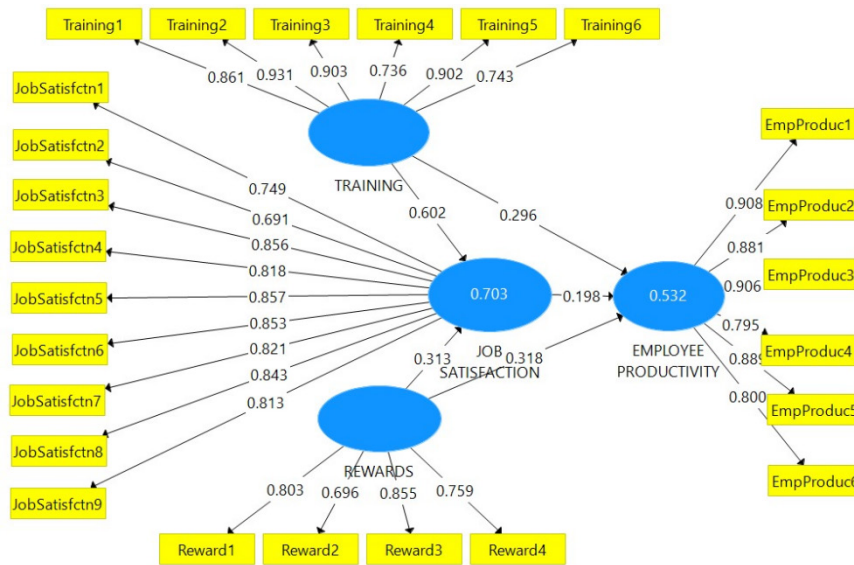 Training1
Training2
Training3
Training4
Training5
Training6
0.861
0.931
0.903
0.736
0.902
0.743
TRAINING
JobSatisfctn1
JobSatisfctn2
JobSatisfctn3
JobSatisfctn4
JobSatisfctn5
JobSatisfctn6
JobSatisfctn7
JobSatisfctn8
JobSatisfctn9
0.749
0.691
0.856
0.818
0.857
0.853
0.821
0.843
0.813
0.602
0.296
0.703
JOB
SATISFACTION
0.198
0.313
0.318
0.532
EMPLOYEE
PRODUCTIVITY
0.908
0.881
0.906
0.795
0.889
0.800
EmpProduc1
EmpProduc2
EmpProduc3
EmpProduc4
EmpProduc5
EmpProduc6
REWARDS
0.803
0.696
0.855
0.759
Reward1
Reward2
Reward3
Reward4